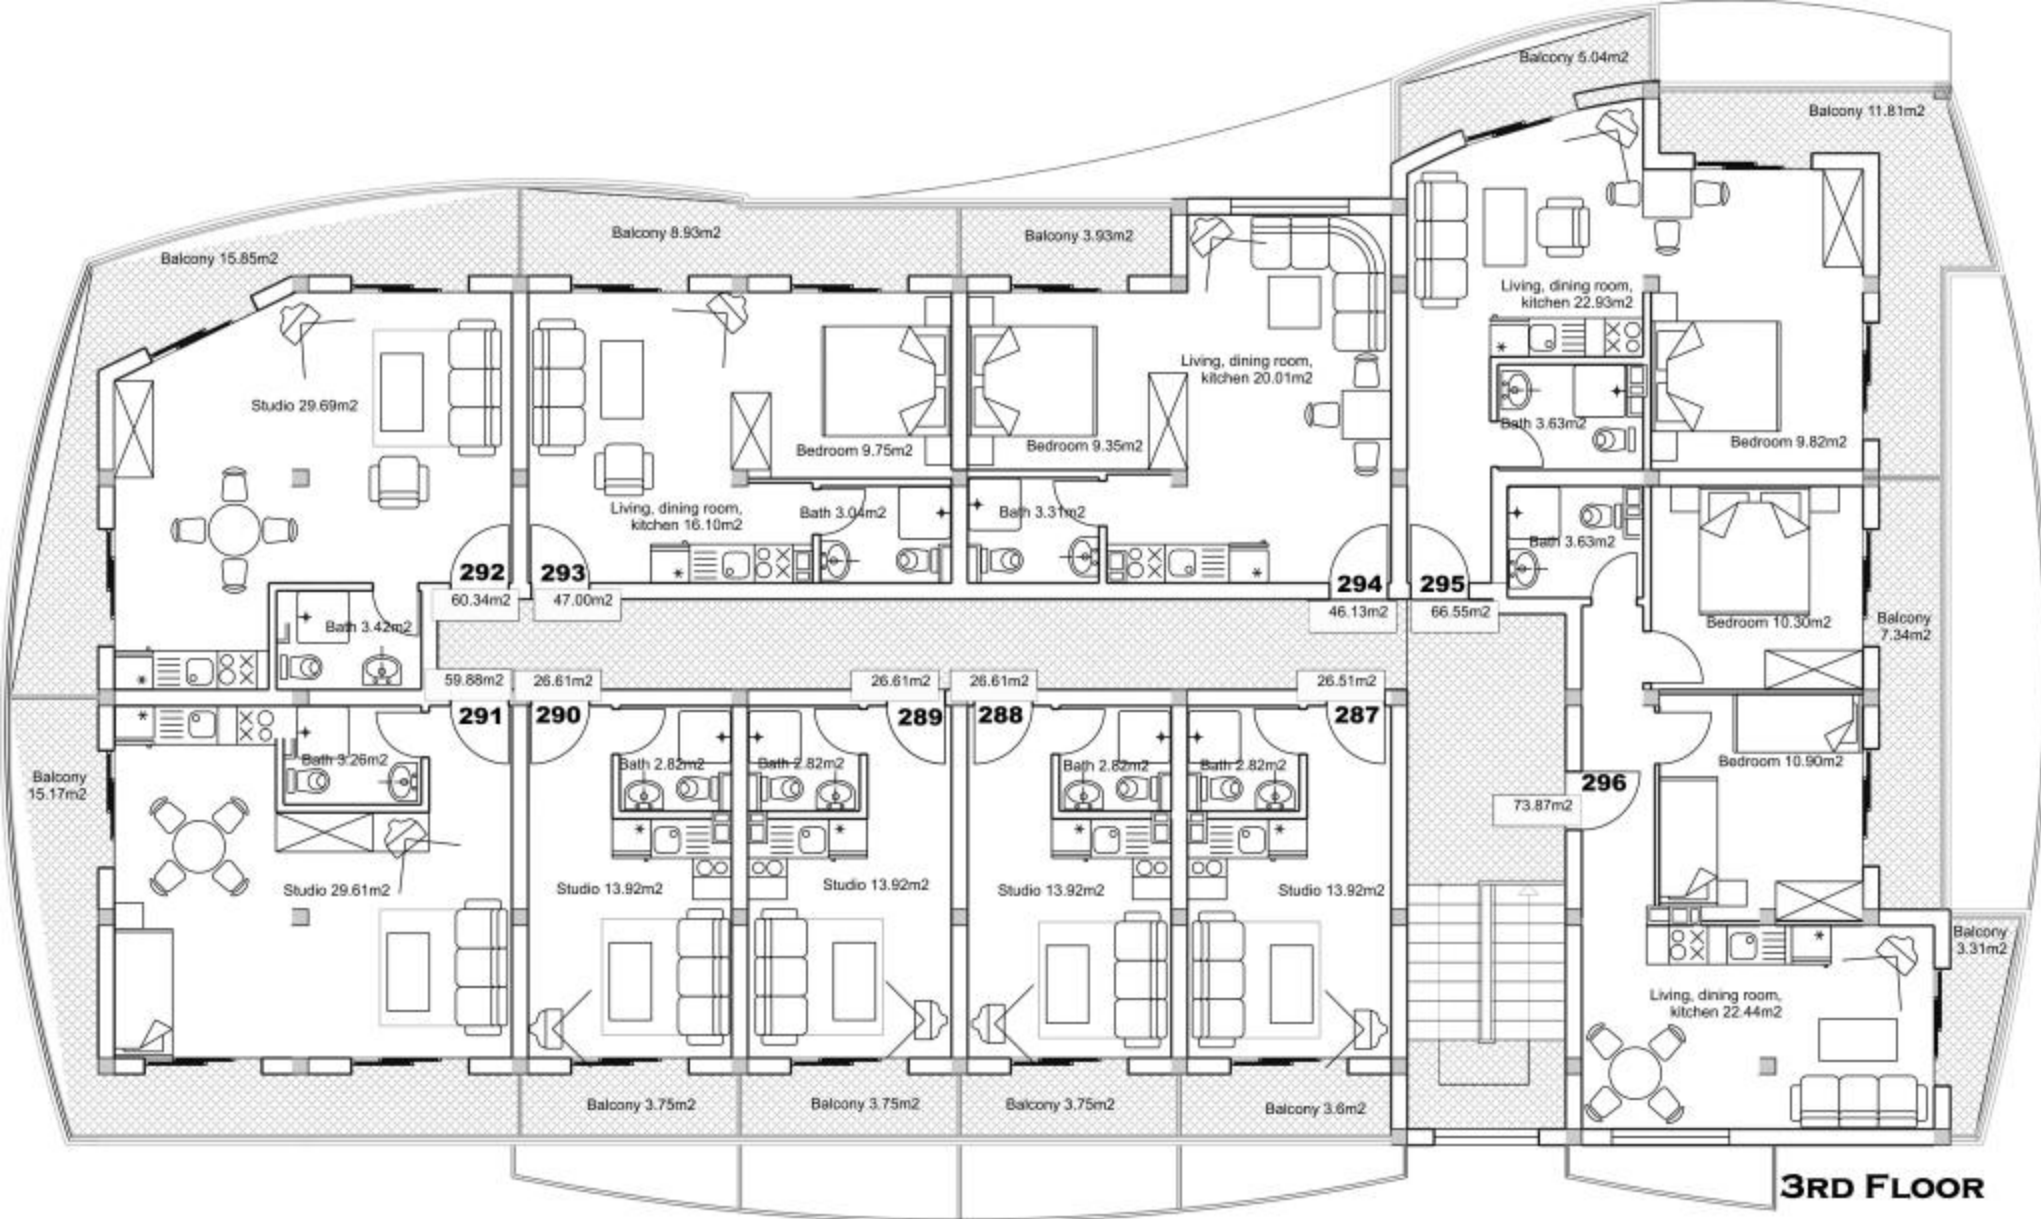 Balcony 5.04m2
Balcony 11.81m2
Balcony 8.93m2
Balcony 3.93m2
Balcony 15.85m2
Living, dining room,
kitchen 22.93m2
Living, dining room,
kitchen 20.01m2
Studio 29.69m2
Bath 3.63m2
Bedroom 9.82m2
Bedroom 9.75m2
Bedroom 9.35m2
Living, dining room,
kitchen 16.10m2
Bath 3.04m2
Bath 3.31m2
Bath 3.63m2
292
293
294
295
60.34m2
47.00m2
46.13m2
66.55m2
Bath 3.42m2
Bedroom 10.30m2
Balcony
7.34m2
59.88m2
26.61m2
26.61m2
26.61m2
26.51m2
291
290
289
288
287
Bath 3.26m2
Bath 2.82m2
Bath 2.82m2
Bath 2.82m2
Bath 2.82m2
Bedroom 10.90m2
Balcony
15.17m2
296
73.87m2
Studio 29.61m2
Studio 13.92m2
Studio 13.92m2
Studio 13.92m2
Studio 13.92m2
Balcony
3.31m2
Living, dining room,
kitchen 22.44m2
Balcony 3.75m2
Balcony 3.75m2
Balcony 3.75m2
Balcony 3.6m2
3RD FLOOR